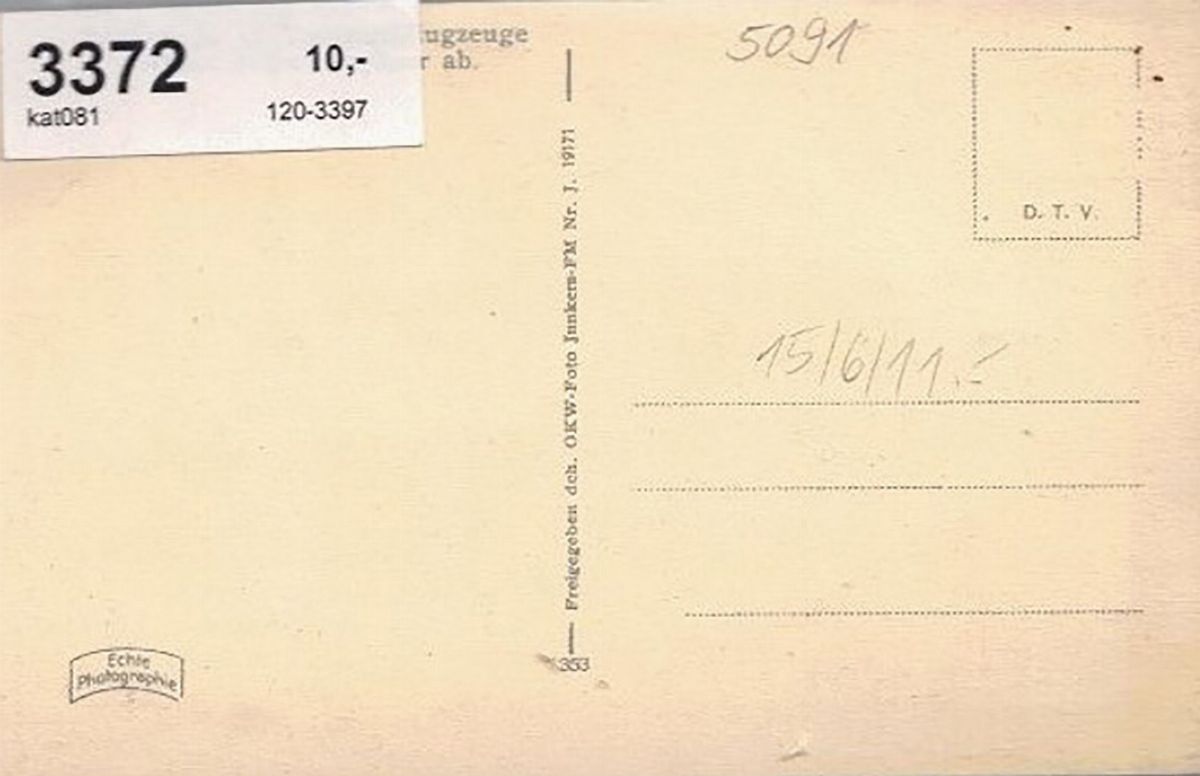 3372 10,-
kat081 120-3397
ugzeuge
r ab.
5091
D. T. V.
Freigegeben dch. OKW-Foto Junkers-FM Nr. J. 19171
15/6/11.-
353
Echte
Photographie